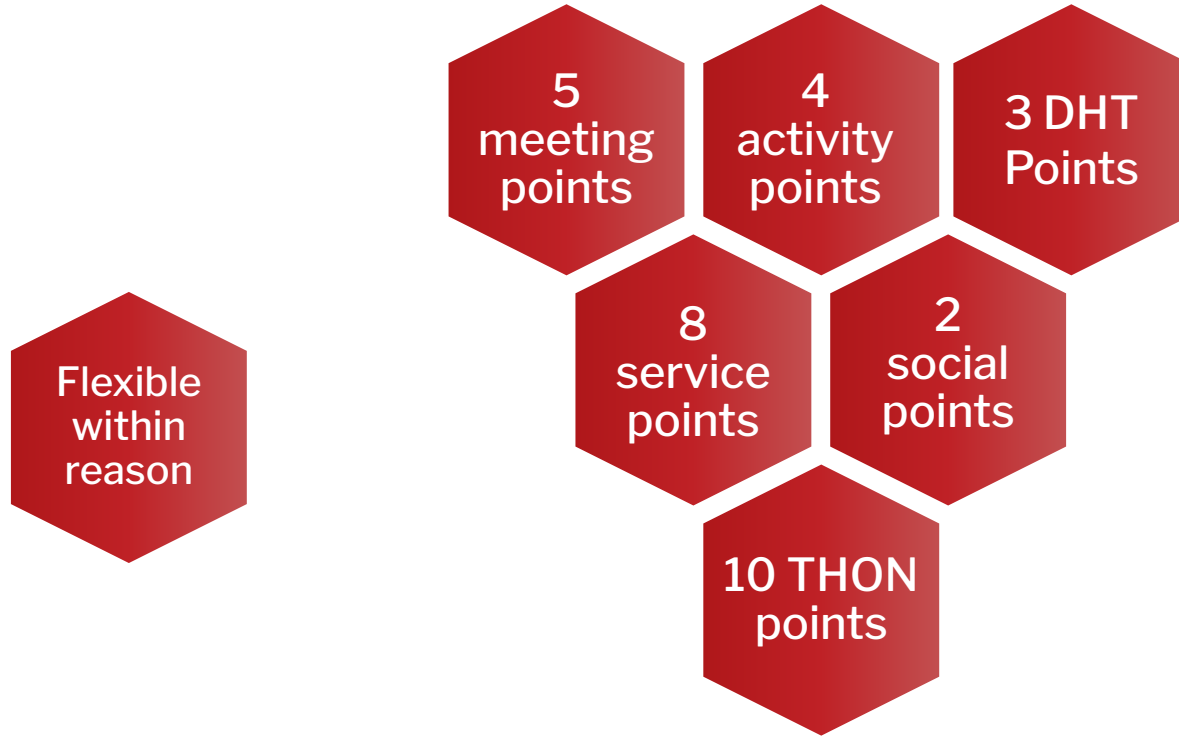 5
meeting
points
4
activity
points
3 DHT
Points
8
service
points
2
social
points
Flexible
within
reason
10 THON
points